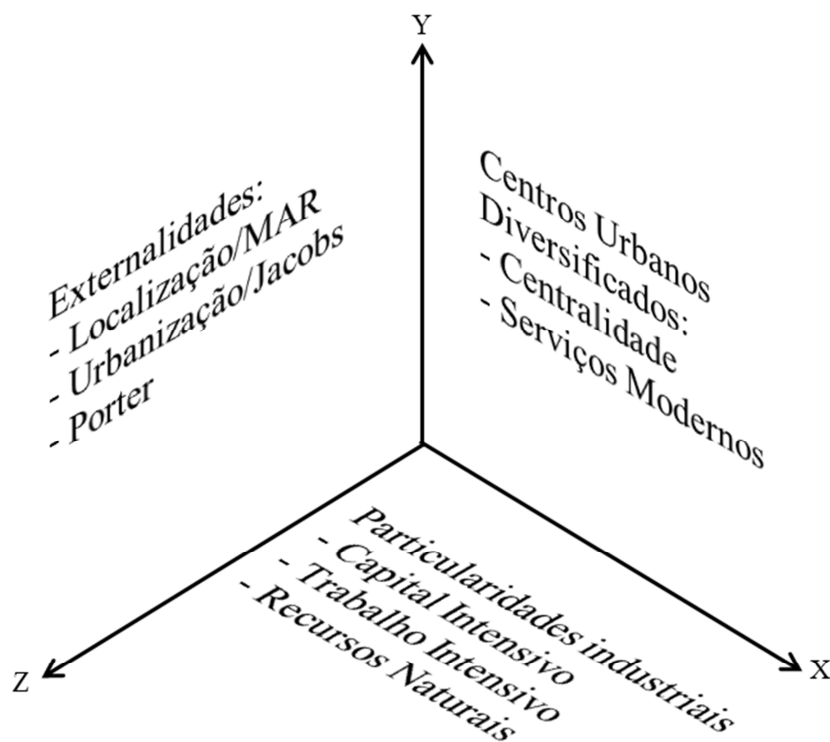 Y
Externalidades:
- Localização/MAR
- Urbanização/Jacobs
- Porter
Centros Urbanos
Diversificados:
- Centralidade
- Serviços Modernos
Particularidades industriais
- Capital Intensivo
- Trabalho Intensivo
- Recursos Naturais
Z
X